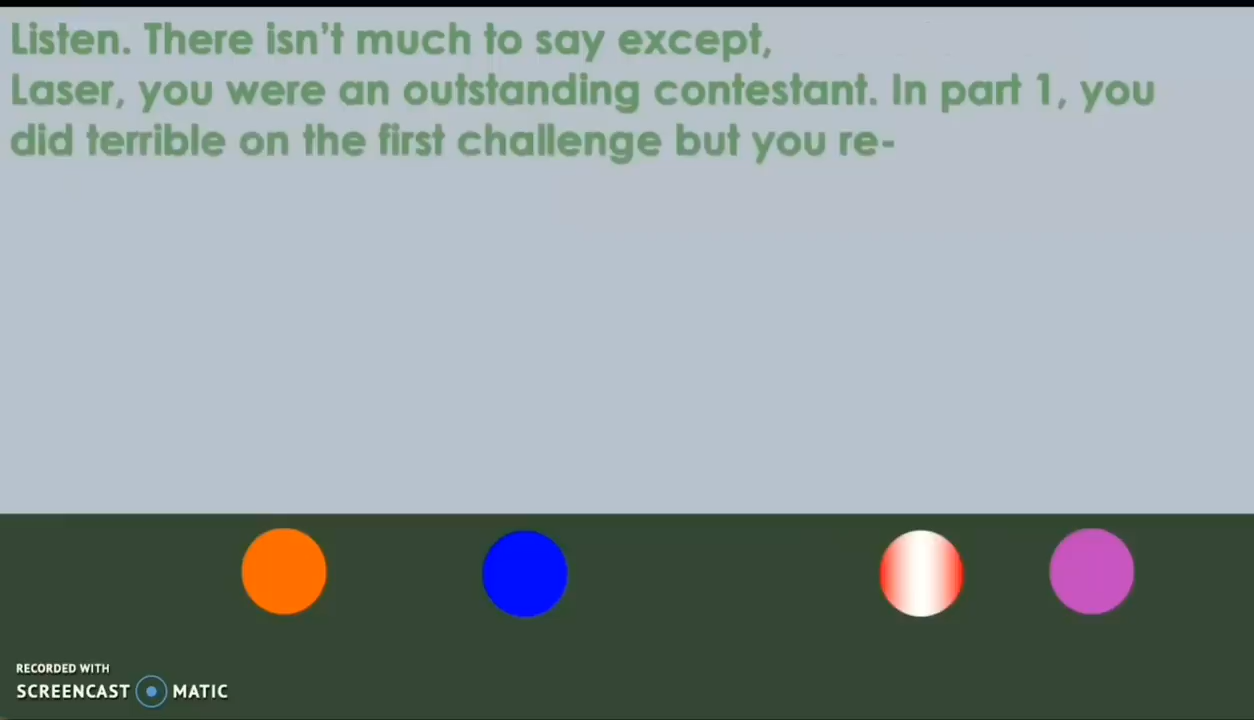 Listen. There isn't much to say except,
Laser, you were an outstanding contestant. In part 1, you
did terrible on the first challenge but you re-
RECORDED WITH
SCREENCAST MATIC